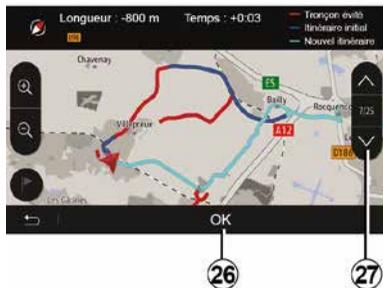 Longueur : -800 m Temps : +0:03
Tronçon évité
Itinéraire initial
Nouvel itinéraire
Chavenay
E5
Bailly
Rocquenc
7/25
Villepreux
A12
D186
Les Gâtines
OK
26
27